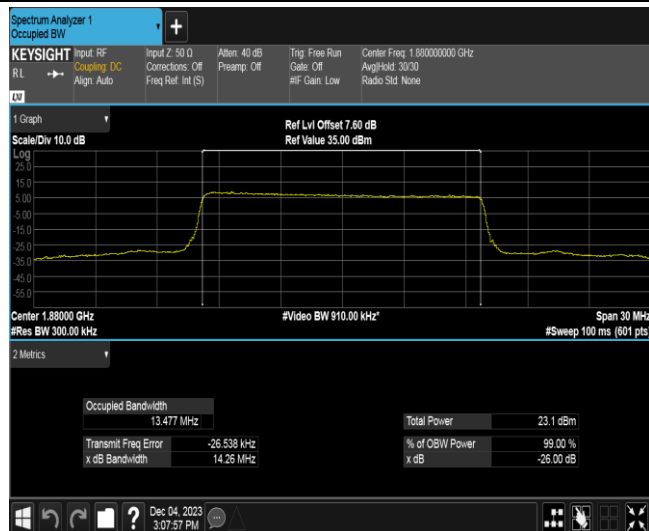 Spectrum Analyzer 1
Occupied BW
+
KEYSIGHT
RL
Input: RF
Coupling: DC
Align: Auto
Input Z: 50 Ω
Corrections: Off
Freq Ref: Int (S)
Atten: 40 dB
Preamp: Off
Trig: Free Run
Gate: Off
#IF Gain: Low
Center Freq: 1.880000000 GHz
Avg|Hold: 30/30
Radio Std: None
1 Graph
Scale/Div 10.0 dB
Ref Lvl Offset 7.60 dB
Ref Value 35.00 dBm
Log
25.0
15.0
5.00
-5.00
-15.0
-25.0
-35.0
-45.0
-55.0
Center 1.88000 GHz
#Res BW 300.00 kHz
#Video BW 910.00 kHz*
Span 30 MHz
#Sweep 100 ms (601 pts)
2 Metrics
Occupied Bandwidth
13.477 MHz
Transmit Freq Error -26.538 kHz
x dB Bandwidth 14.26 MHz
Total Power 23.1 dBm
% of OBW Power 99.00 %
x dB -26.00 dB
?
Dec 04, 2023
3:07:57 PM